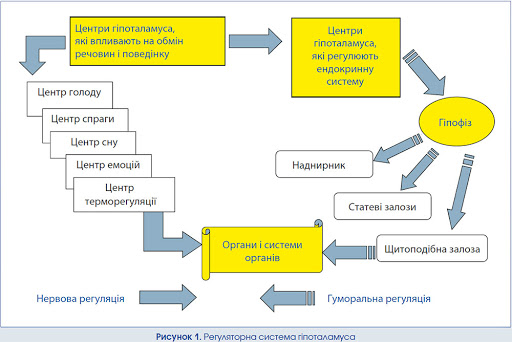 Центри гіпоталамуса,
які впливають на обмін
речовин і поведінку
Центри
гіпоталамуса,
які регулюють
ендокринну
систему
Центр голоду
Центр спраги
Центр сну
Центр емоцій
Центр
терморегуляції
Гіпофіз
Наднирник
Статеві залози
Щитоподібна залоза
Органи і системи
органів
Нервова регуляція
Гуморальна регуляція
Рисунок 1. Регуляторна система гіпоталамуса